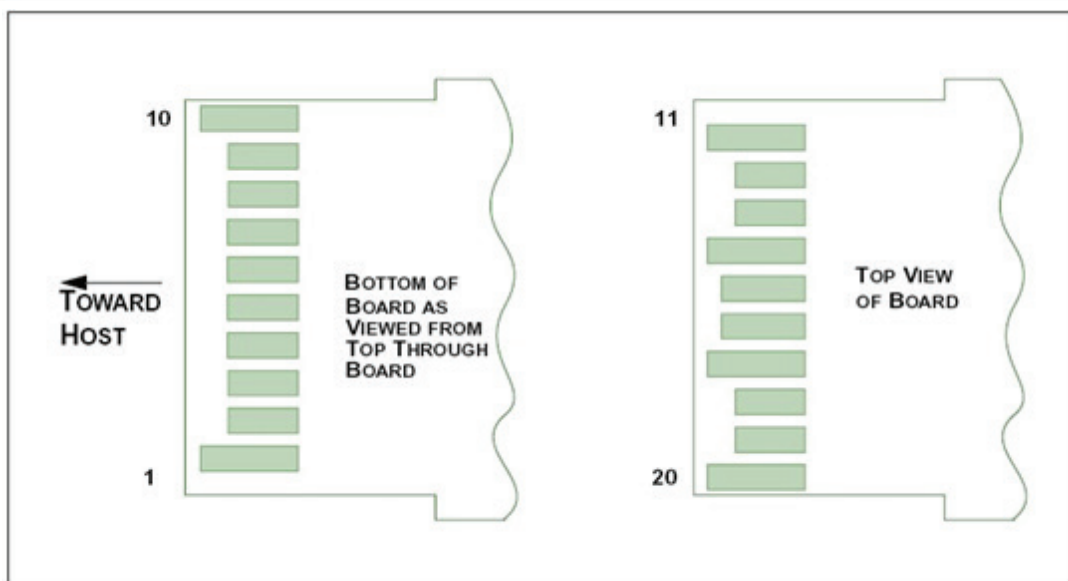 10
11
TOWARD
HOST
BOTTOM OF
BOARD AS
VIEWED FROM
TOP THROUGH
BOARD
TOP VIEW
OF BOARD
1
20